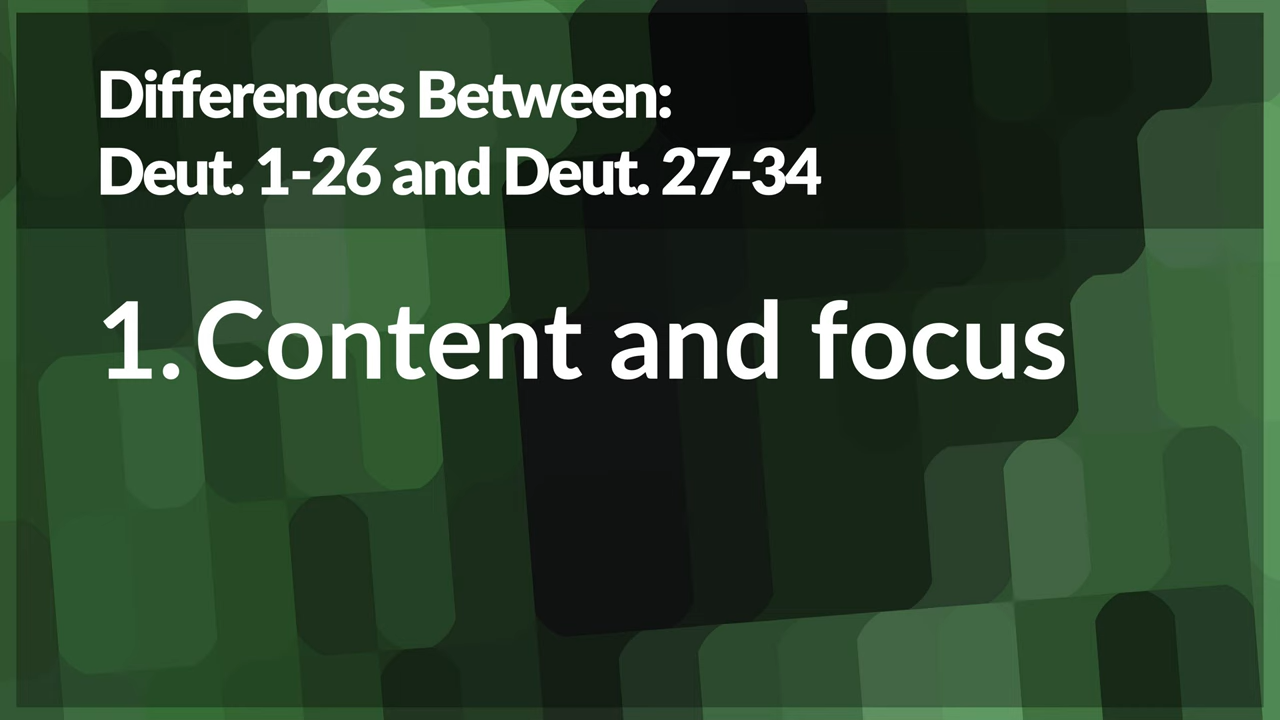 Differences Between:
Deut. 1-26 and Deut. 27-34
1. Content and focus